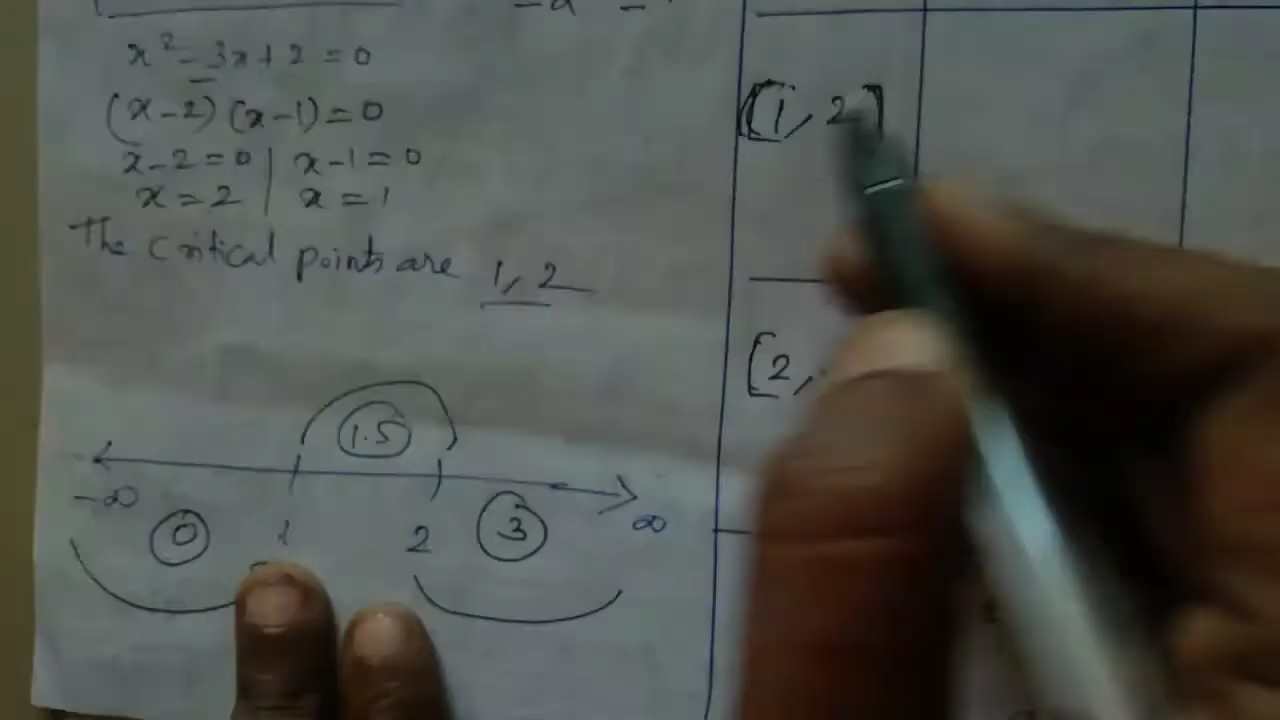 x² - 3x + 2 = 0
(x-2) (x-1) = 0
x-2=0 | x-1=0
x=2 | x=1
The critical points are 1, 2
1.5
-∞ 0 1 2 3 ∞
[1, 2]
[2,